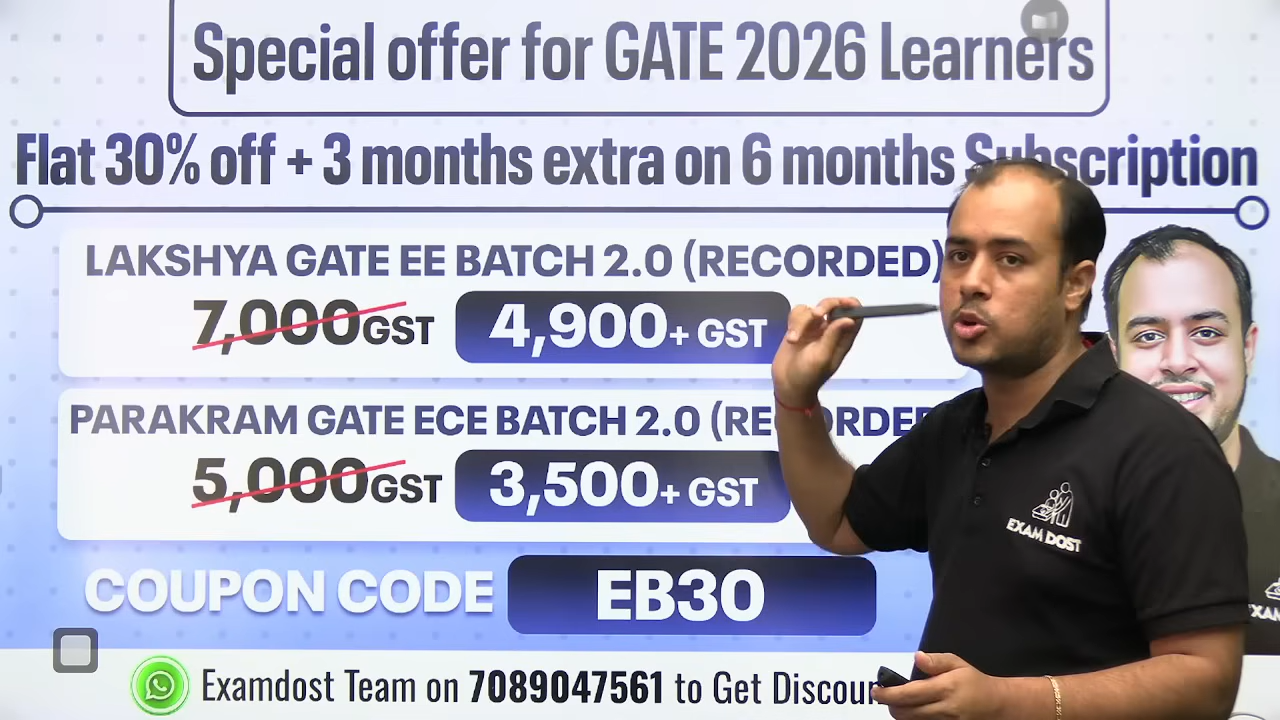 Special offer for GATE 2026 Learners
Flat 30% off + 3 months extra on 6 months Subscription
LAKSHYA GATE EE BATCH 2.0 (RECORDED)
7,000GST 4,900+ GST
PARAKRAM GATE ECE BATCH 2.0 (RECORDED
5,000GST 3,500+ GST
COUPON CODE EB30
Examdost Team on 7089047561 to Get
EXAM DOST